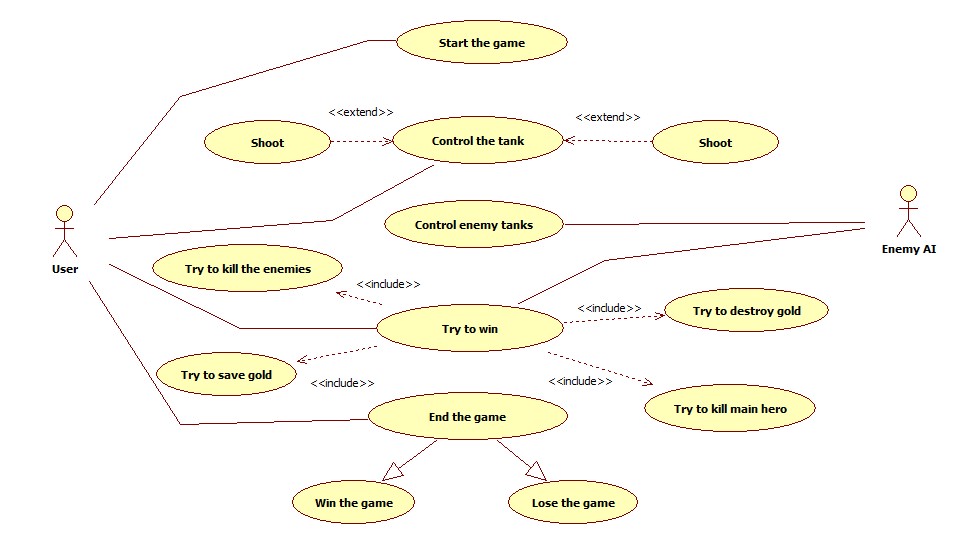 Start the game
<<extend>>
<<extend>>
Shoot
Control the tank
Shoot
Control enemy tanks
Enemy AI
User
Try to kill the enemies
<<include>>
<<include>>
Try to destroy gold
Try to win
Try to save gold
<<include>>
<<include>>
Try to kill main hero
End the game
Win the game
Lose the game